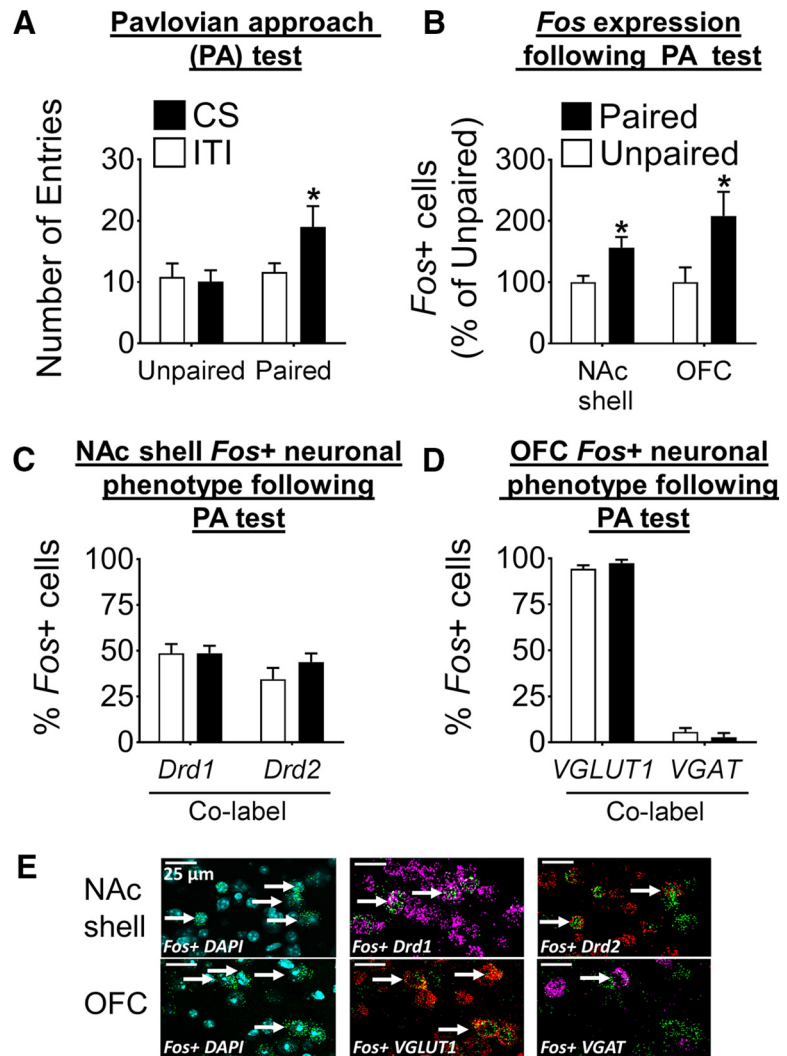 A
Pavlovian approach
(PA) test
CS
ITI
Number of Entries
30
20
10
0
*
Unpaired Paired
B
Fos expression
following PA test
Paired
Unpaired
Fos+ cells
(% of Unpaired)
300
200
100
0
*
*
NAc
shell
OFC
C
NAc shell Fos+ neuronal
phenotype following
PA test
% Fos+ cells
100
75
50
25
0
Drd1 Drd2
Co-label
D
OFC Fos+ neuronal
phenotype following
PA test
% Fos+ cells
100
75
50
25
0
VGLUT1 VGAT
Co-label
E
NAc
shell
25 µm
Fos+ DAPI
Fos+ Drd1
Fos+ Drd2
OFC
Fos+ DAPI
Fos+ VGLUT1
Fos+ VGAT